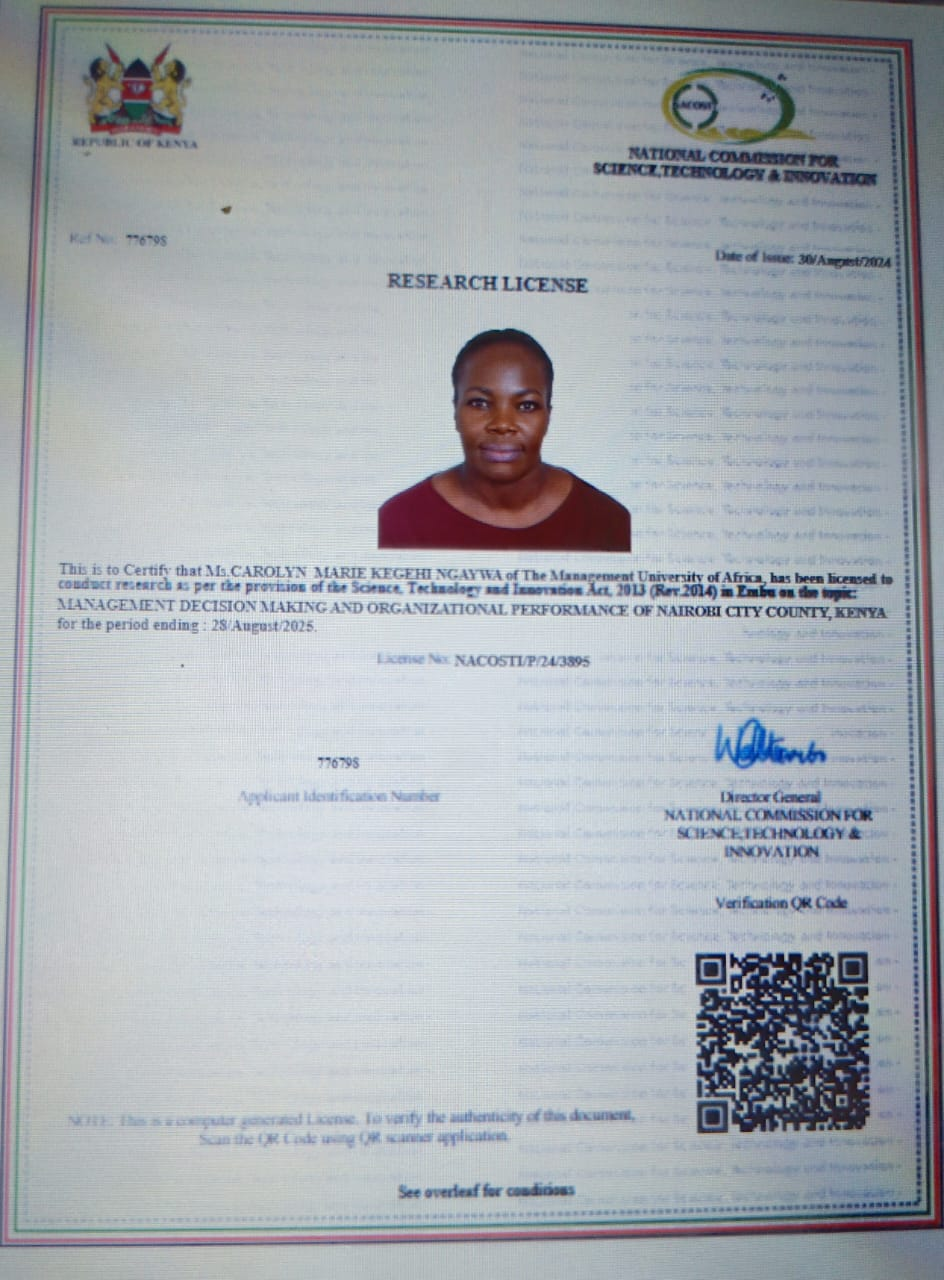 REPUBLIC OF KENYA
NATIONAL COMMISSION FOR
SCIENCE,TECHNOLOGY & INNOVATION
Ref No: 776798
Date of Issue: 30/August/2024
RESEARCH LICENSE
This is to Certify that Ms.CAROLYN MARIE KEGEHI NGAYWA of The Management University of Africa, has been licensed to
conduct research as per the provision of the Science, Technology and Innovation Act, 2013 (Rev.2014) in Embu on the topic:
MANAGEMENT DECISION MAKING AND ORGANIZATIONAL PERFORMANCE OF NAIROBI CITY COUNTY, KENYA
for the period ending : 28/August/2025.
License No: NACOSTI/P/24/3895
776798
Applicant Identification Number
Director General
NATIONAL COMMISSION FOR
SCIENCE,TECHNOLOGY &
INNOVATION
Verification QR Code
NOTE: This is a computer generated License. To verify the authenticity of this document,
Scan the QR Code using QR scanner application.
See overleaf for conditions